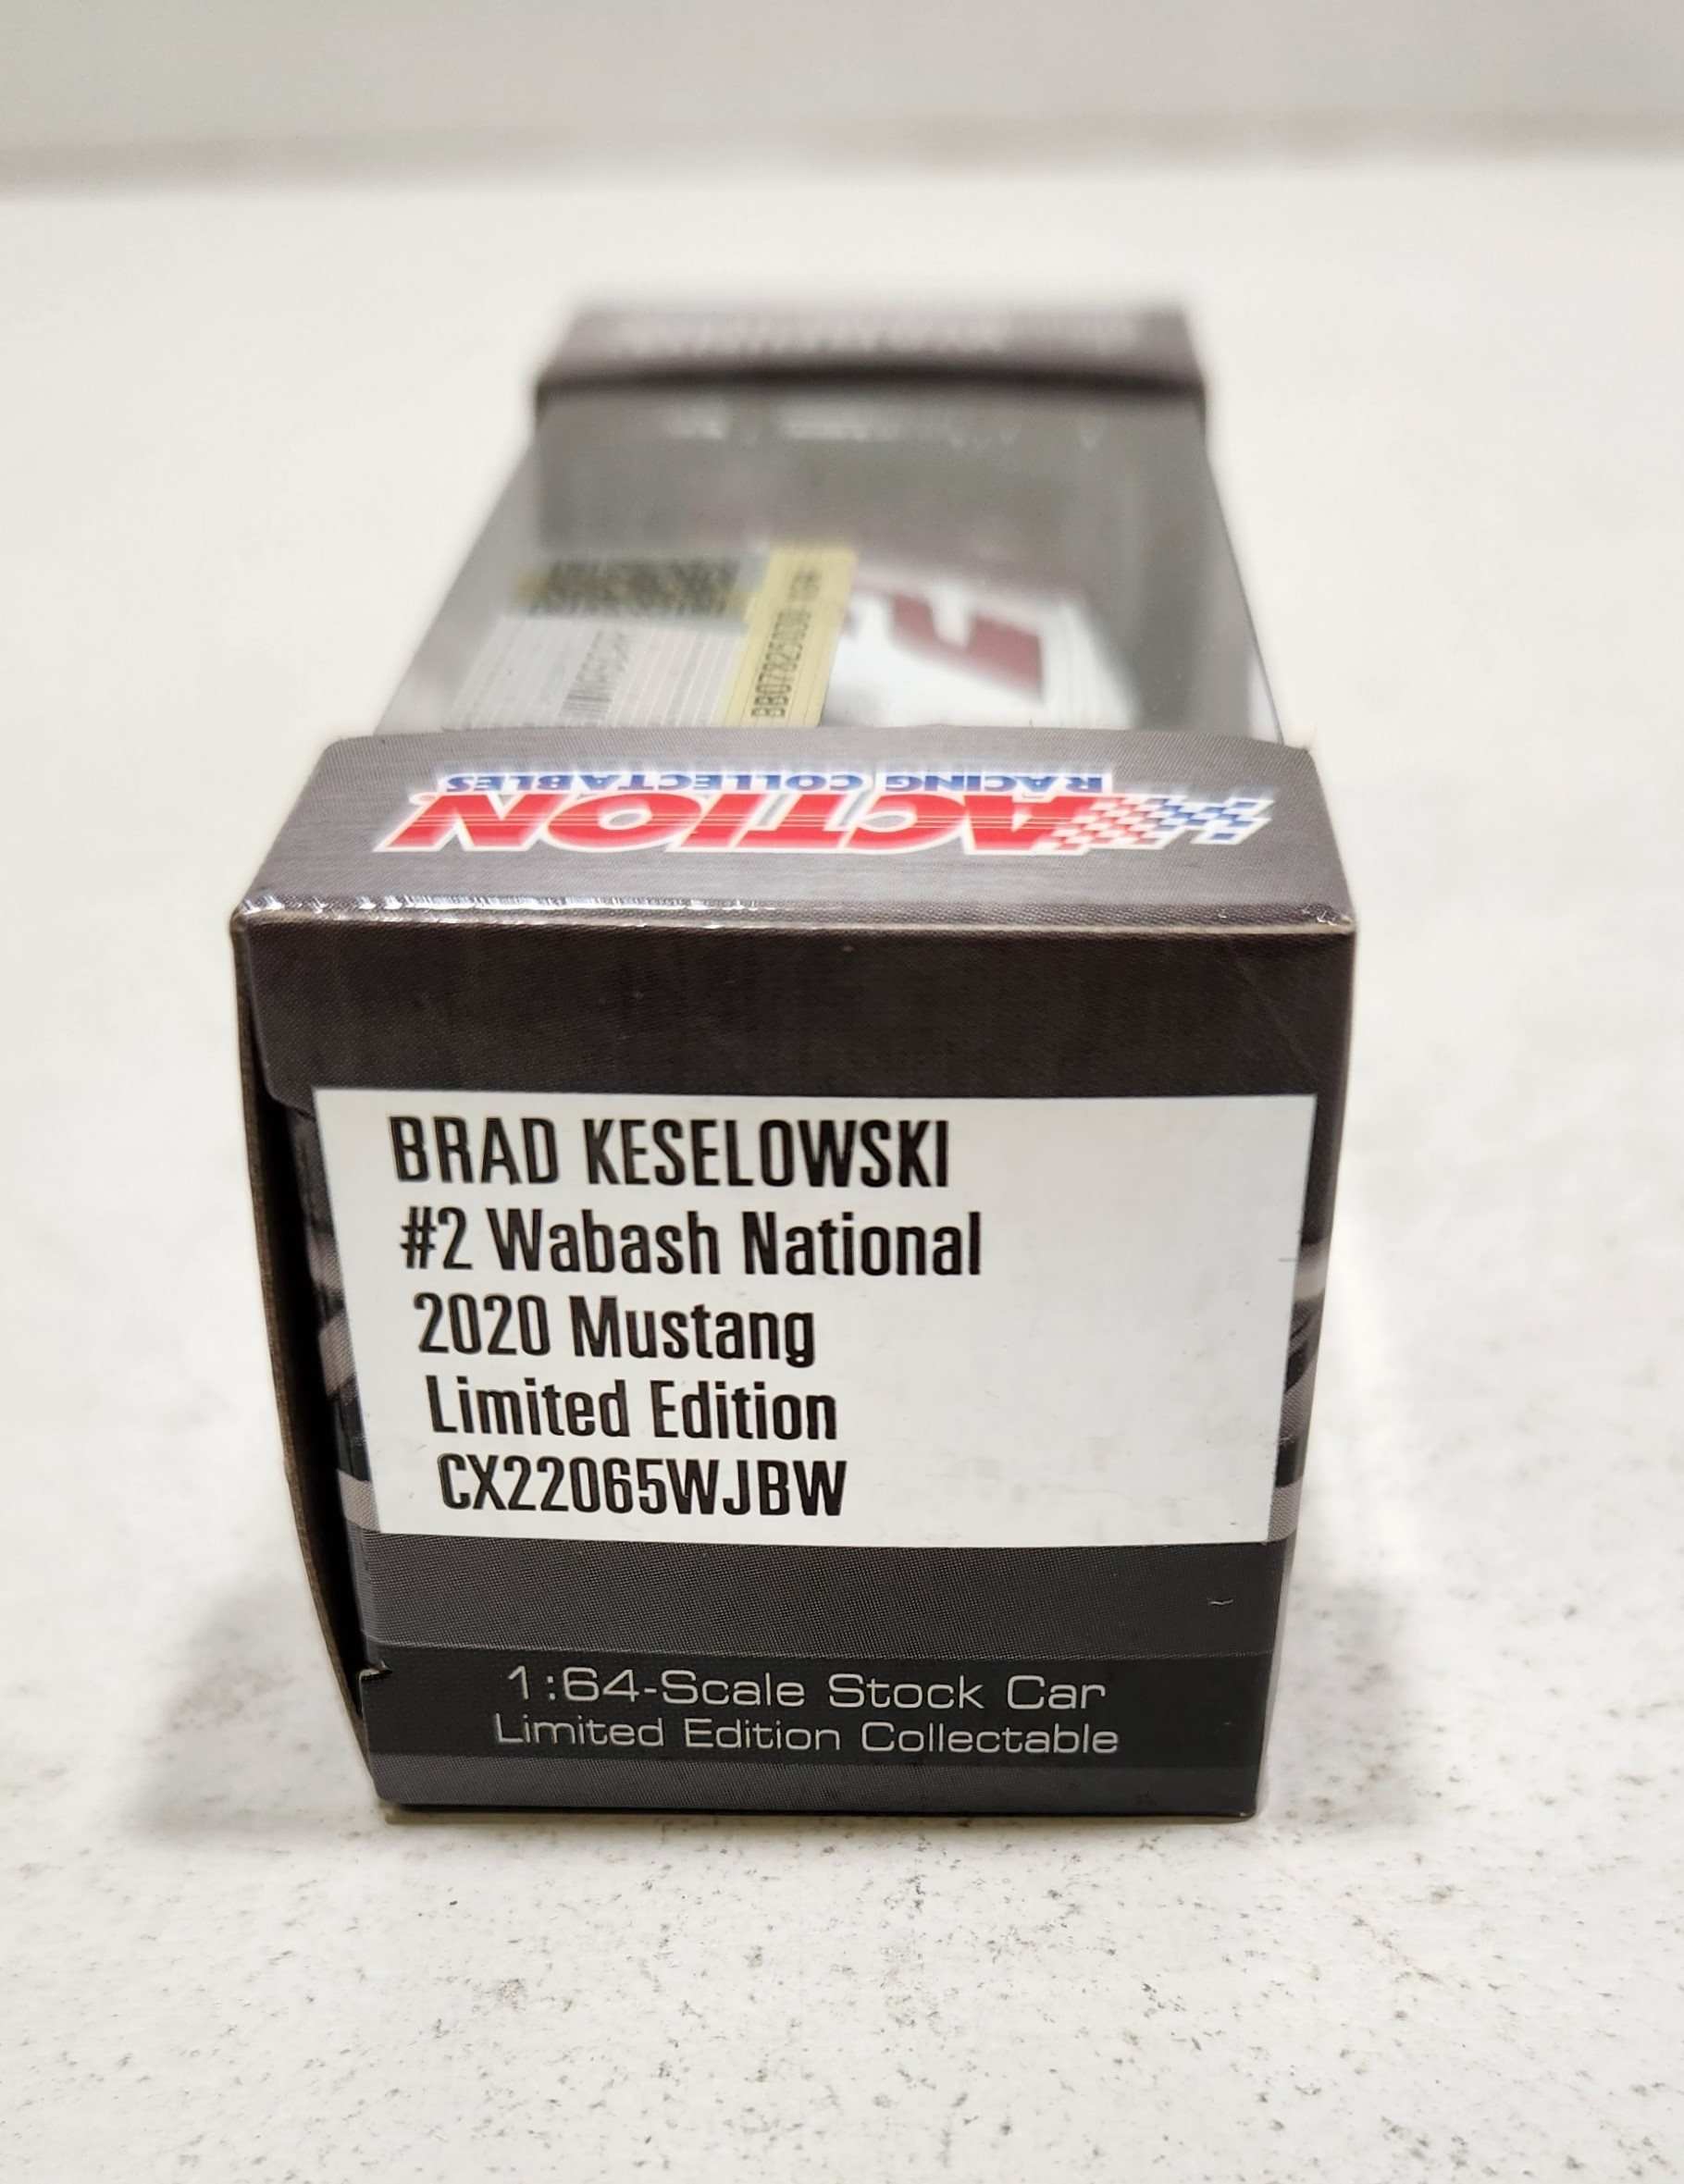 ACTION
RACING COLLECTABLES
BRAD KESELOWSKI
#2 Wabash National
2020 Mustang
Limited Edition
CX22065WJBW
1:64-Scale Stock Car
Limited Edition Collectable